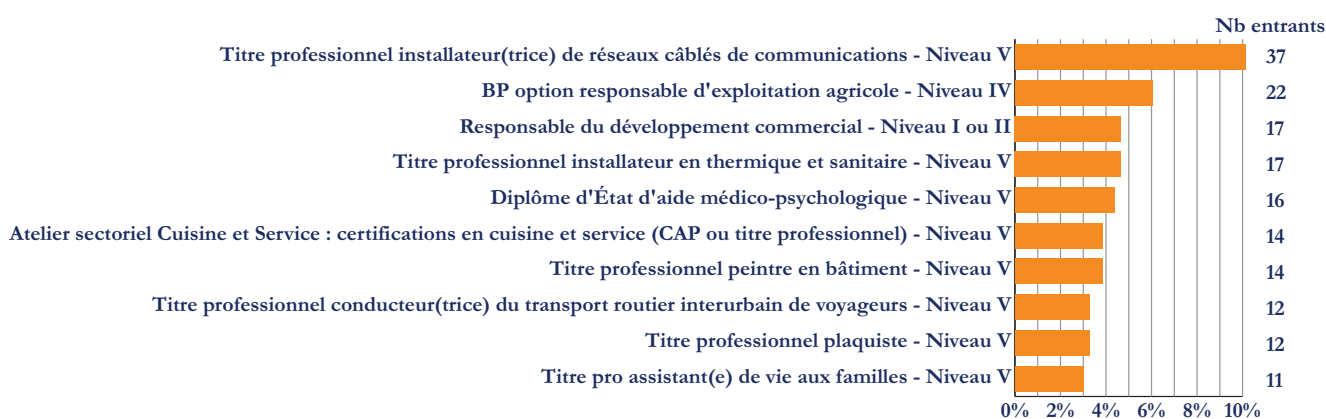 Nb entrants
Titre professionnel installateur(trice) de réseaux câblés de communications - Niveau V 37
BP option responsable d'exploitation agricole - Niveau IV 22
Responsable du développement commercial - Niveau I ou II 17
Titre professionnel installateur en thermique et sanitaire - Niveau V 17
Diplôme d'État d'aide médico-psychologique - Niveau V 16
Atelier sectoriel Cuisine et Service : certifications en cuisine et service (CAP ou titre professionnel) - Niveau V 14
Titre professionnel peintre en bâtiment - Niveau V 14
Titre professionnel conducteur(trice) du transport routier interurbain de voyageurs - Niveau V 12
Titre professionnel plaquiste - Niveau V 12
Titre pro assistant(e) de vie aux familles - Niveau V 11
0% 2% 4% 6% 8% 10%